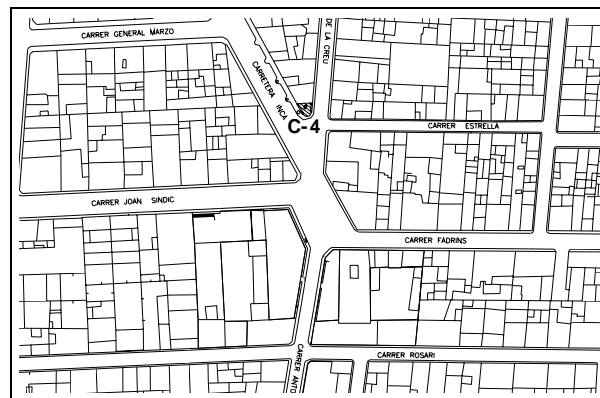 CARRER GENERAL MARZO
DE LA CREU
CARRETERA INCA
C-4
CARRER ESTRELLA
CARRER JOAN SINDIC
CARRER FADRINS
CARRER ROSARI
CARRER ANTO